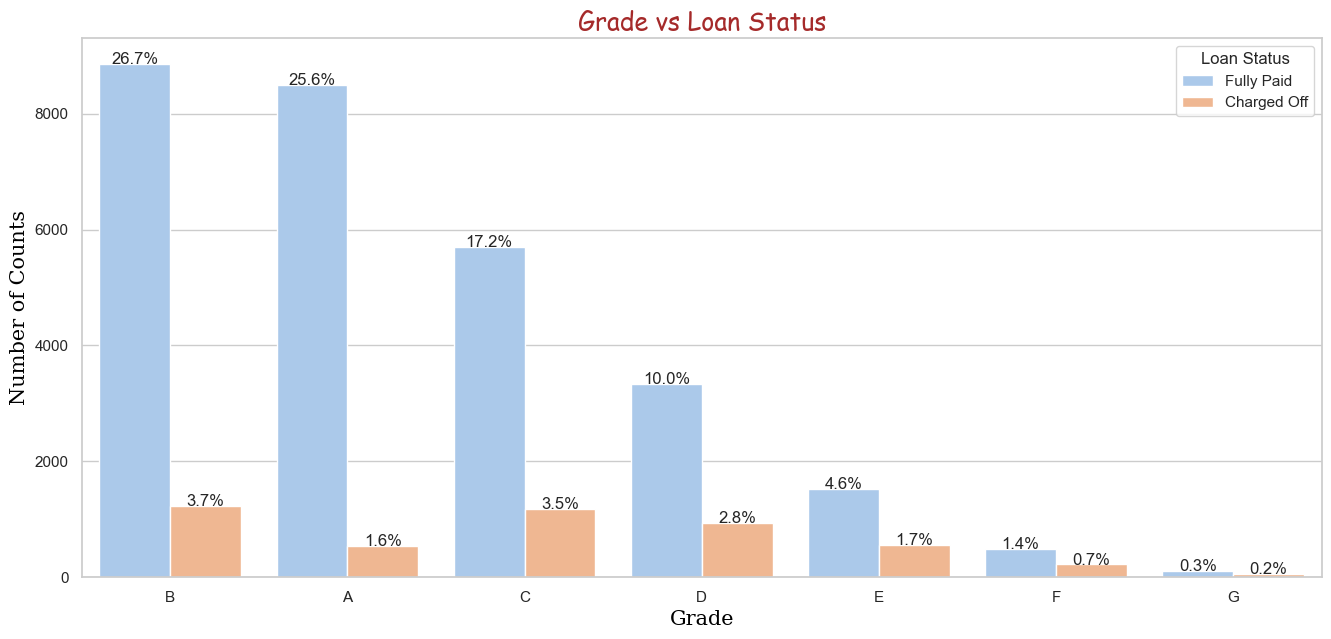 Grade vs Loan Status
Loan Status
Fully Paid
Charged Off
Number of Counts
8000
6000
4000
2000
0
26.7%
3.7%
25.6%
1.6%
17.2%
3.5%
10.0%
2.8%
4.6%
1.7%
1.4%
0.7%
0.3%
0.2%
B
A
C
D
E
F
G
Grade